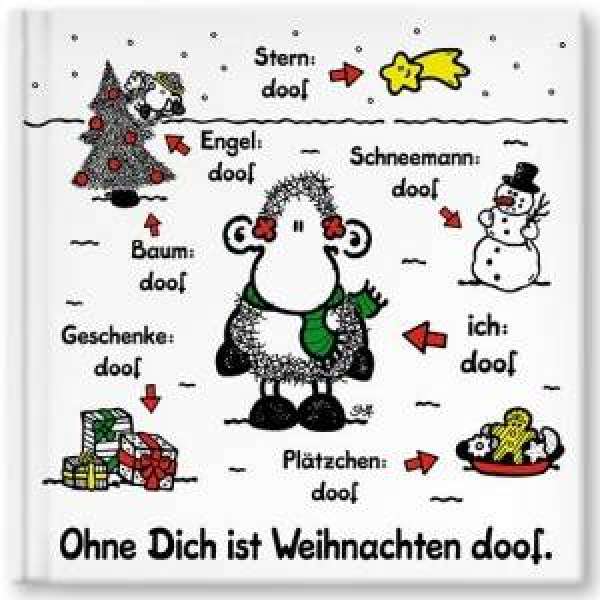 Stern:
doof
Engel:
doof
Schneemann:
doof
Baum:
doof
Geschenke:
doof
ich:
doof
Plätzchen:
doof
Ohne Dich ist Weihnachten doof.